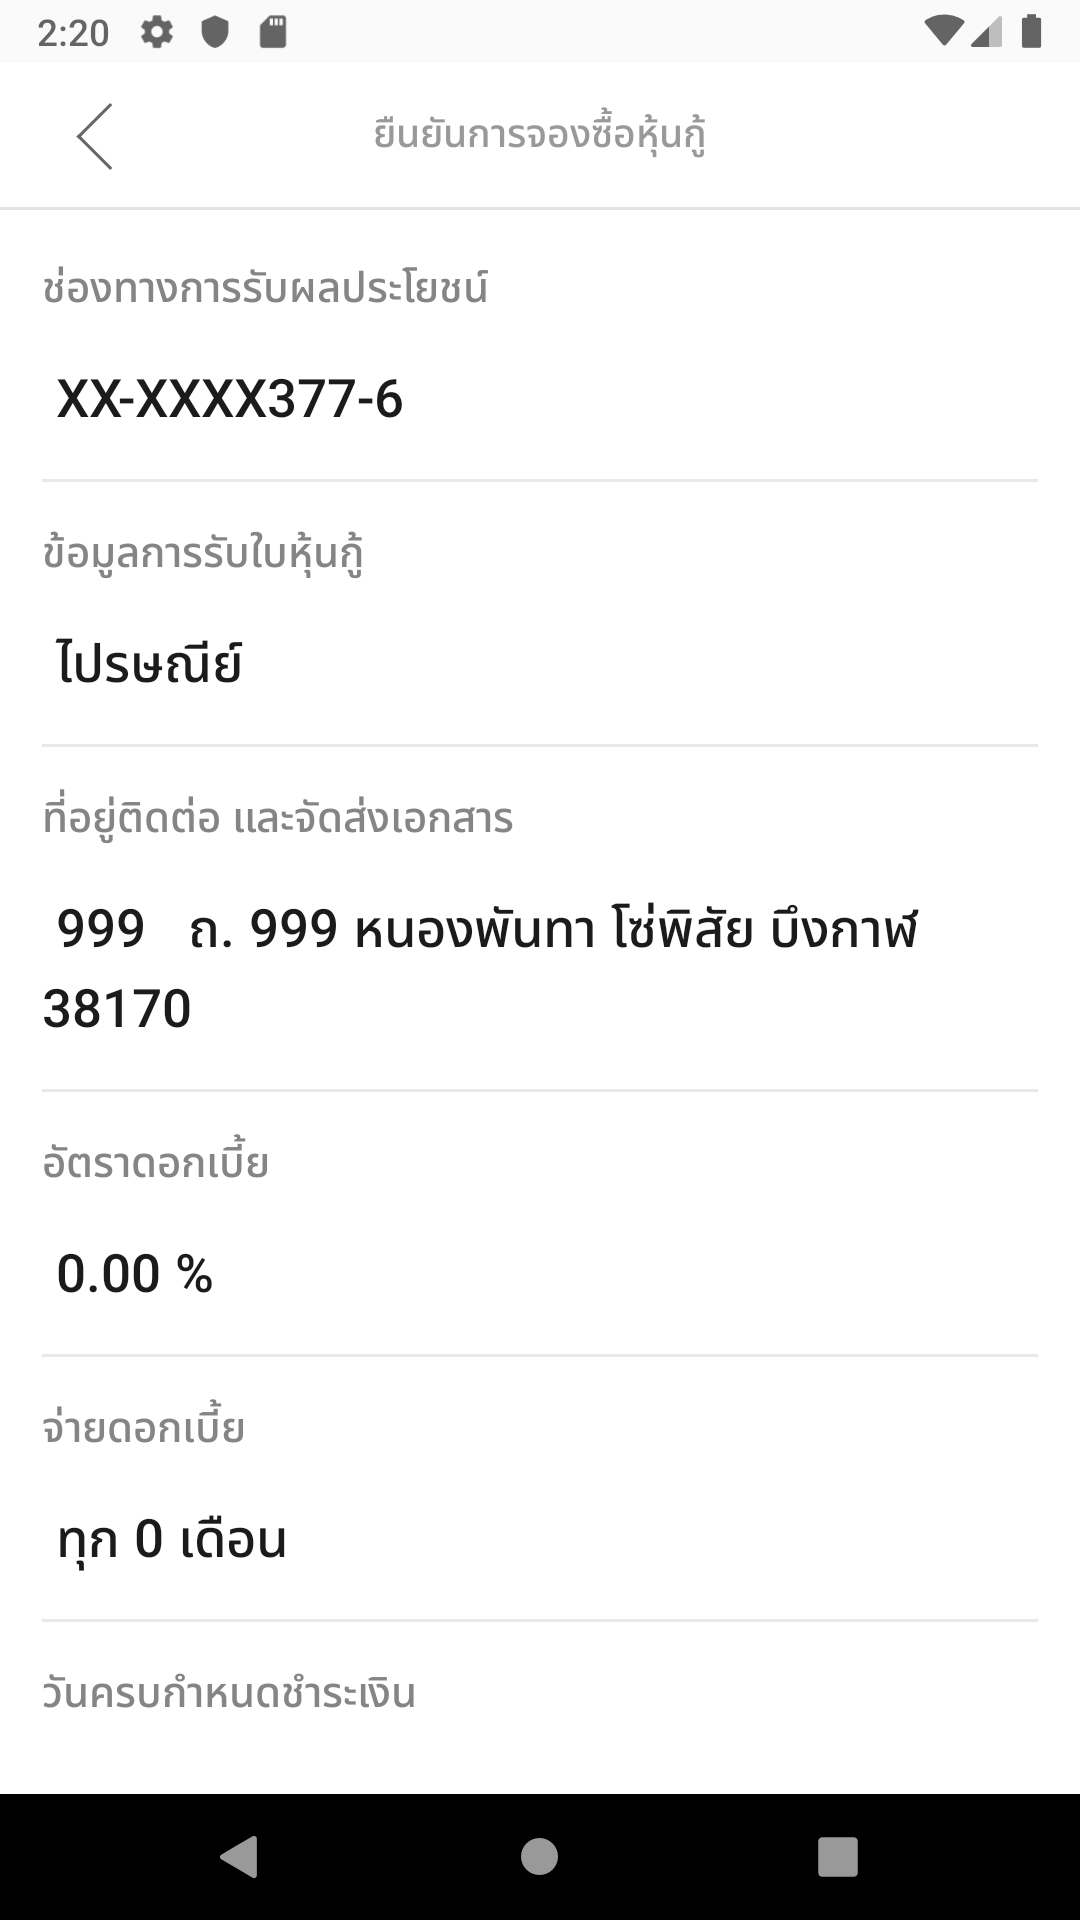 2:20
ยืนยันการจองซื้อหุ้นกู้
ช่องทางการรับผลประโยชน์
XX-XXXX377-6
ข้อมูลการรับใบหุ้นกู้
ไปรษณีย์
ที่อยู่ติดต่อ และจัดส่งเอกสาร
999   ถ. 999 หนองพันทา โซ่พิสัย บึงกาฬ
38170
อัตราดอกเบี้ย
0.00 %
จ่ายดอกเบี้ย
ทุก 0 เดือน
วันครบกำหนดชำระเงิน